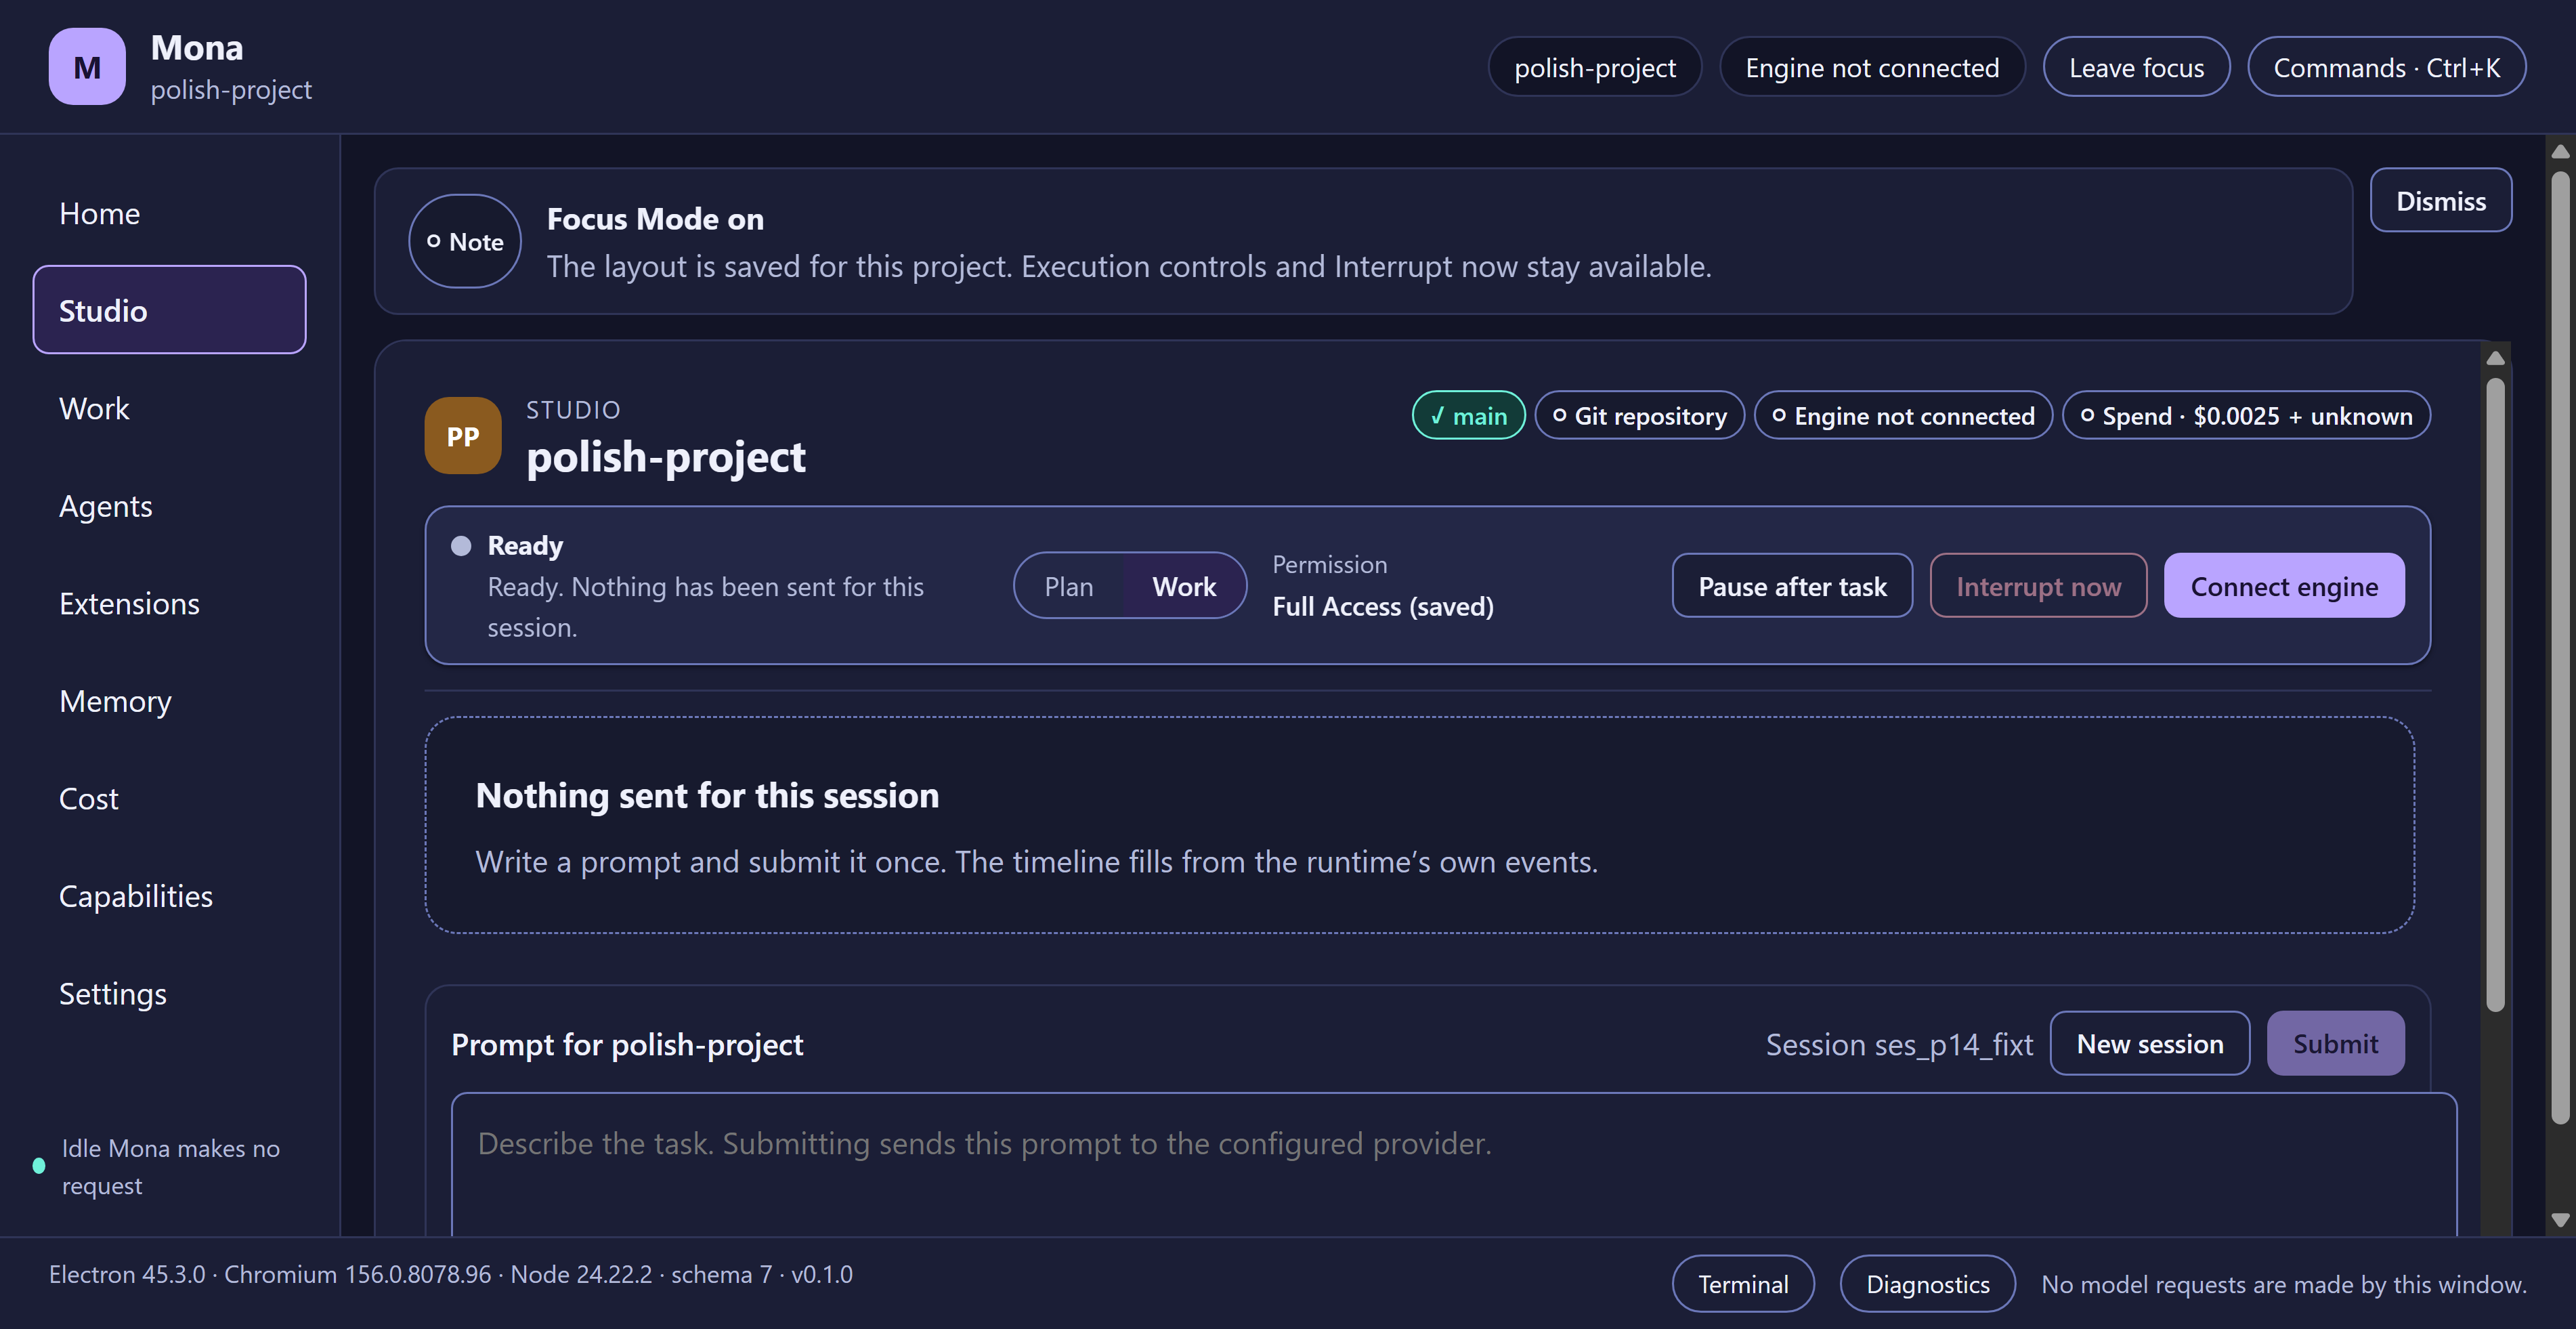 M
Mona
polish-project
polish-project
Engine not connected
Leave focus
Commands · Ctrl+K
Home
Studio
Work
Agents
Extensions
Memory
Cost
Capabilities
Settings
Idle Mona makes no
request
Note
Focus Mode on
The layout is saved for this project. Execution controls and Interrupt now stay available.
Dismiss
PP
STUDIO
polish-project
✓ main
Git repository
Engine not connected
Spend · $0.0025 + unknown
Ready
Ready. Nothing has been sent for this
session.
Plan
Work
Permission
Full Access (saved)
Pause after task
Interrupt now
Connect engine
Nothing sent for this session
Write a prompt and submit it once. The timeline fills from the runtime’s own events.
Prompt for polish-project
Session ses_p14_fixt
New session
Submit
Describe the task. Submitting sends this prompt to the configured provider.
Electron 45.3.0 · Chromium 156.0.8078.96 · Node 24.22.2 · schema 7 · v0.1.0
Terminal
Diagnostics
No model requests are made by this window.